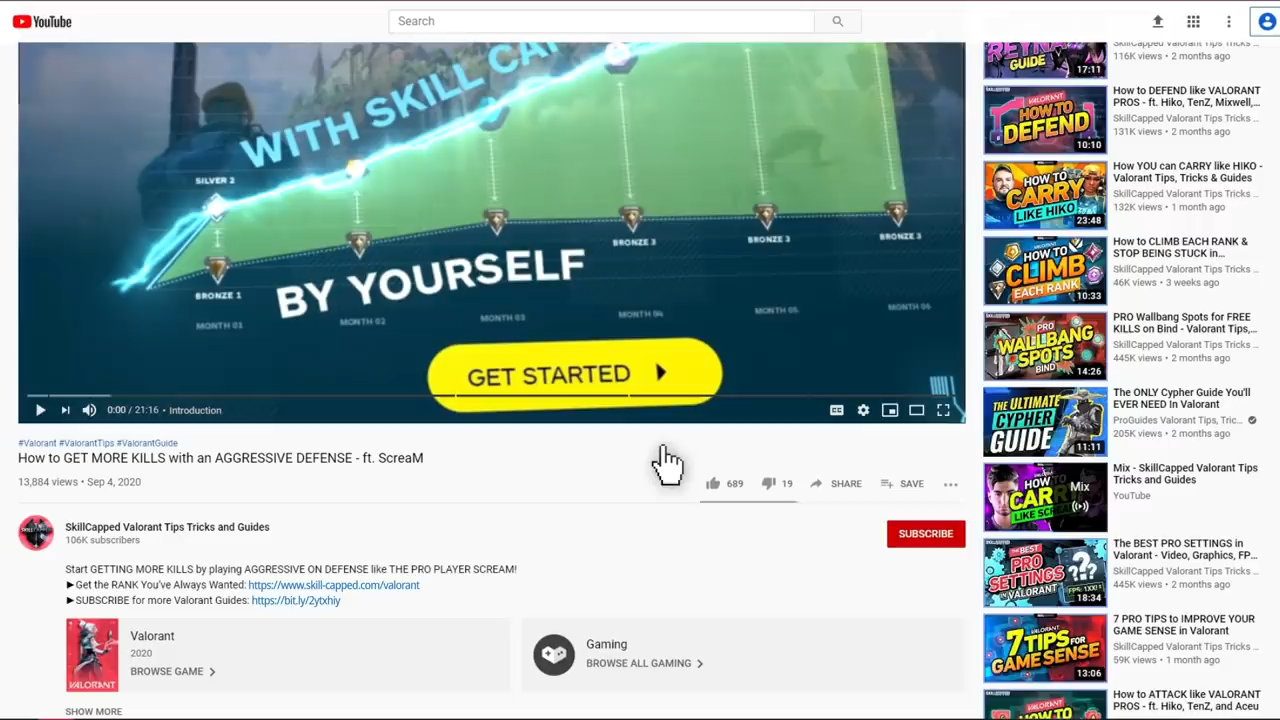 YouTube
Search
WITH SKILL CAP
SILVER 2
BRONZE 1
BRONZE 3
BRONZE 3
BRONZE 3
BY YOURSELF
MONTH 01
MONTH 02
MONTH 03
MONTH 04
MONTH 05
MONTH 06
GET STARTED
0:00 / 21:16 • Introduction
#Valorant #ValorantTips #ValorantGuide
How to GET MORE KILLS with an AGGRESSIVE DEFENSE - ft. ScreaM
13,884 views • Sep 4, 2020
689
19
SHARE
SAVE
SkillCapped Valorant Tips Tricks and Guides
106K subscribers
SUBSCRIBE
Start GETTING MORE KILLS by playing AGGRESSIVE ON DEFENSE like THE PRO PLAYER SCREAM!
►Get the RANK You've Always Wanted: https://www.skill-capped.com/valorant
►SUBSCRIBE for more Valorant Guides: https://bit.ly/2ytxhiy
VALORANT
Valorant
2020
BROWSE GAME
Gaming
BROWSE ALL GAMING
SHOW MORE
REYNA
GUIDE
17:11
SkillCapped Valorant Tips Tricks ...
116K views • 2 months ago
VALORANT
HOW TO
DEFEND
10:10
How to DEFEND like VALORANT
PROS - ft. Hiko, TenZ, Mixwell,...
SkillCapped Valorant Tips Tricks ...
131K views • 2 months ago
HOW TO
CARRY
LIKE HIKO
23:48
How YOU can CARRY like HIKO -
Valorant Tips, Tricks & Guides
SkillCapped Valorant Tips Tricks ...
132K views • 1 month ago
HOW TO
CLIMB
EACH RANK
10:33
How to CLIMB EACH RANK &
STOP BEING STUCK in...
SkillCapped Valorant Tips Tricks ...
46K views • 3 weeks ago
PRO
WALLBANG
SPOTS
BIND
14:26
PRO Wallbang Spots for FREE
KILLS on Bind - Valorant Tips,...
SkillCapped Valorant Tips Tricks ...
445K views • 2 months ago
THE ULTIMATE
CYPHER
GUIDE
11:11
The ONLY Cypher Guide You'll
EVER NEED In Valorant
ProGuides Valorant Tips, Tric...
205K views • 2 months ago
HOW
CAR
LIKE SCREAM
Mix
Mix - SkillCapped Valorant Tips
Tricks and Guides
YouTube
THE BEST
PRO
SETTINGS
IN VALORANT
???
18:34
The BEST PRO SETTINGS in
Valorant - Video, Graphics, FP...
SkillCapped Valorant Tips Tricks ...
445K views • 2 months ago
7 TIPS
FOR
GAME SENSE
13:06
7 PRO TIPS to IMPROVE YOUR
GAME SENSE in Valorant
SkillCapped Valorant Tips Tricks ...
59K views • 1 month ago
VALORANT
HOW TO
How to ATTACK like VALORANT
PROS - ft. Hiko, TenZ, and Aceu